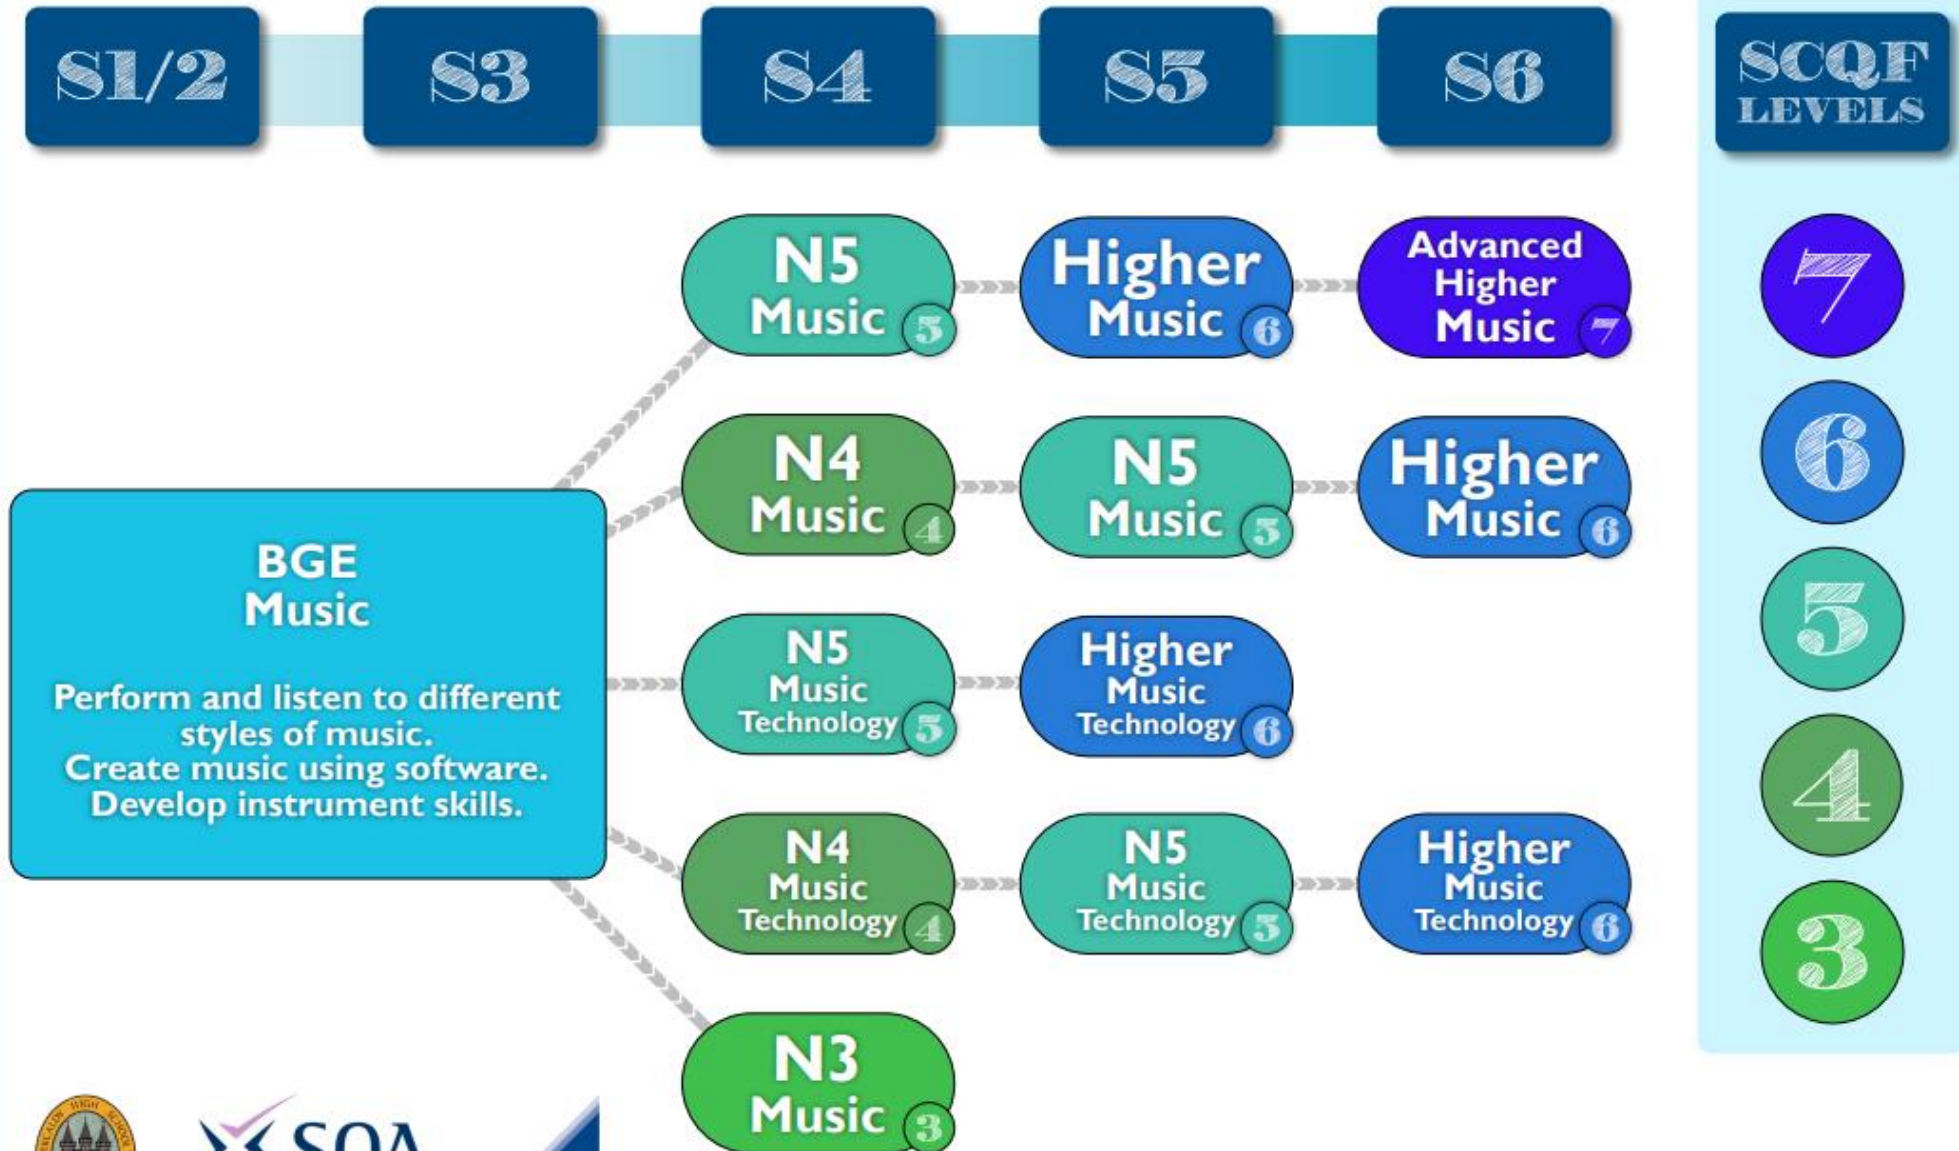 S1/2
S3
S4
S5
S6
SCQF
LEVELS
N5
Music
5
Higher
Music
6
Advanced
Higher
Music
7
N4
Music
4
N5
Music
5
Higher
Music
6
BGE
Music
Perform and listen to different
styles of music.
Create music using software.
Develop instrument skills.
N5
Music
Technology
5
Higher
Music
Technology
6
N4
Music
Technology
4
N5
Music
Technology
5
Higher
Music
Technology
6
N3
Music
3
7
6
5
4
3
HIGH SCHOOL
SQA